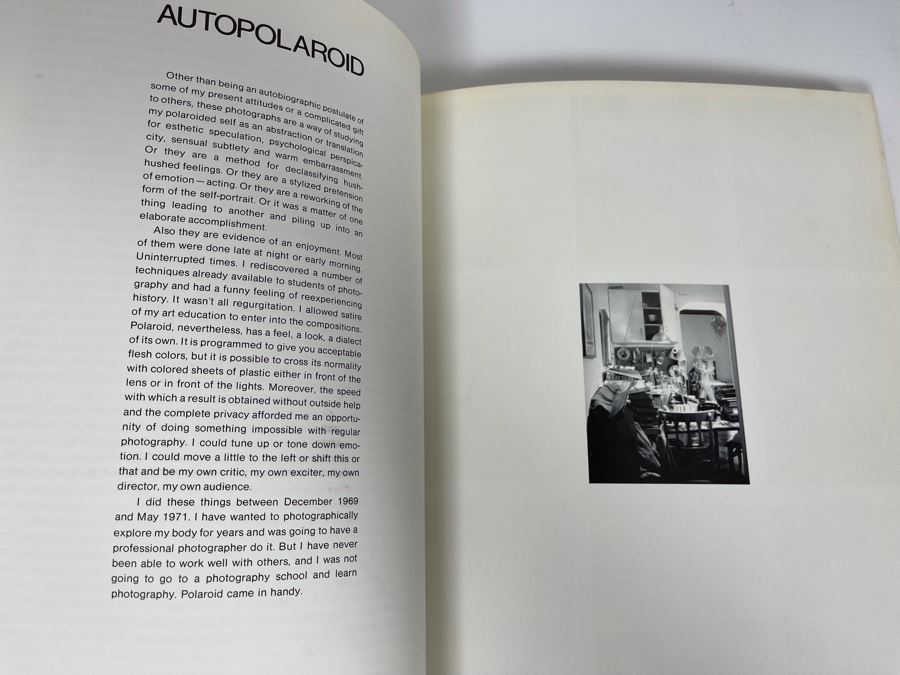 AUTOPOLAROID
Other than being an autobiographic postulate of
some of my present attitudes or a complicated gift
to others, these photographs are a way of studying
my polaroided self as an abstraction or translation
for esthetic speculation, psychological perspica-
city, sensual subtlety and warm embarrassment.
Or they are a method for declassifying hush-
hushed feelings. Or they are a stylized pretension
of emotion — acting. Or they are a reworking of the
form of the self-portrait. Or it was a matter of one
thing leading to another and piling up into an
elaborate accomplishment.
Also they are evidence of an enjoyment. Most
of them were done late at night or early morning.
Uninterrupted times. I rediscovered a number of
techniques already available to students of photo-
graphy and had a funny feeling of reexperiencing
history. It wasn't all regurgitation. I allowed satire
of my art education to enter into the compositions.
Polaroid, nevertheless, has a feel, a look, a dialect
of its own. It is programmed to give you acceptable
flesh colors, but it is possible to cross its normality
with colored sheets of plastic either in front of the
lens or in front of the lights. Moreover, the speed
with which a result is obtained without outside help
and the complete privacy afforded me an opportu-
nity of doing something impossible with regular
photography. I could tune up or tone down emo-
tion. I could move a little to the left or shift this or
that and be my own critic, my own exciter, my own
director, my own audience.
I did these things between December 1969
and May 1971. I have wanted to photographically
explore my body for years and was going to have a
professional photographer do it. But I have never
been able to work well with others, and I was not
going to go to a photography school and learn
photography. Polaroid came in handy.